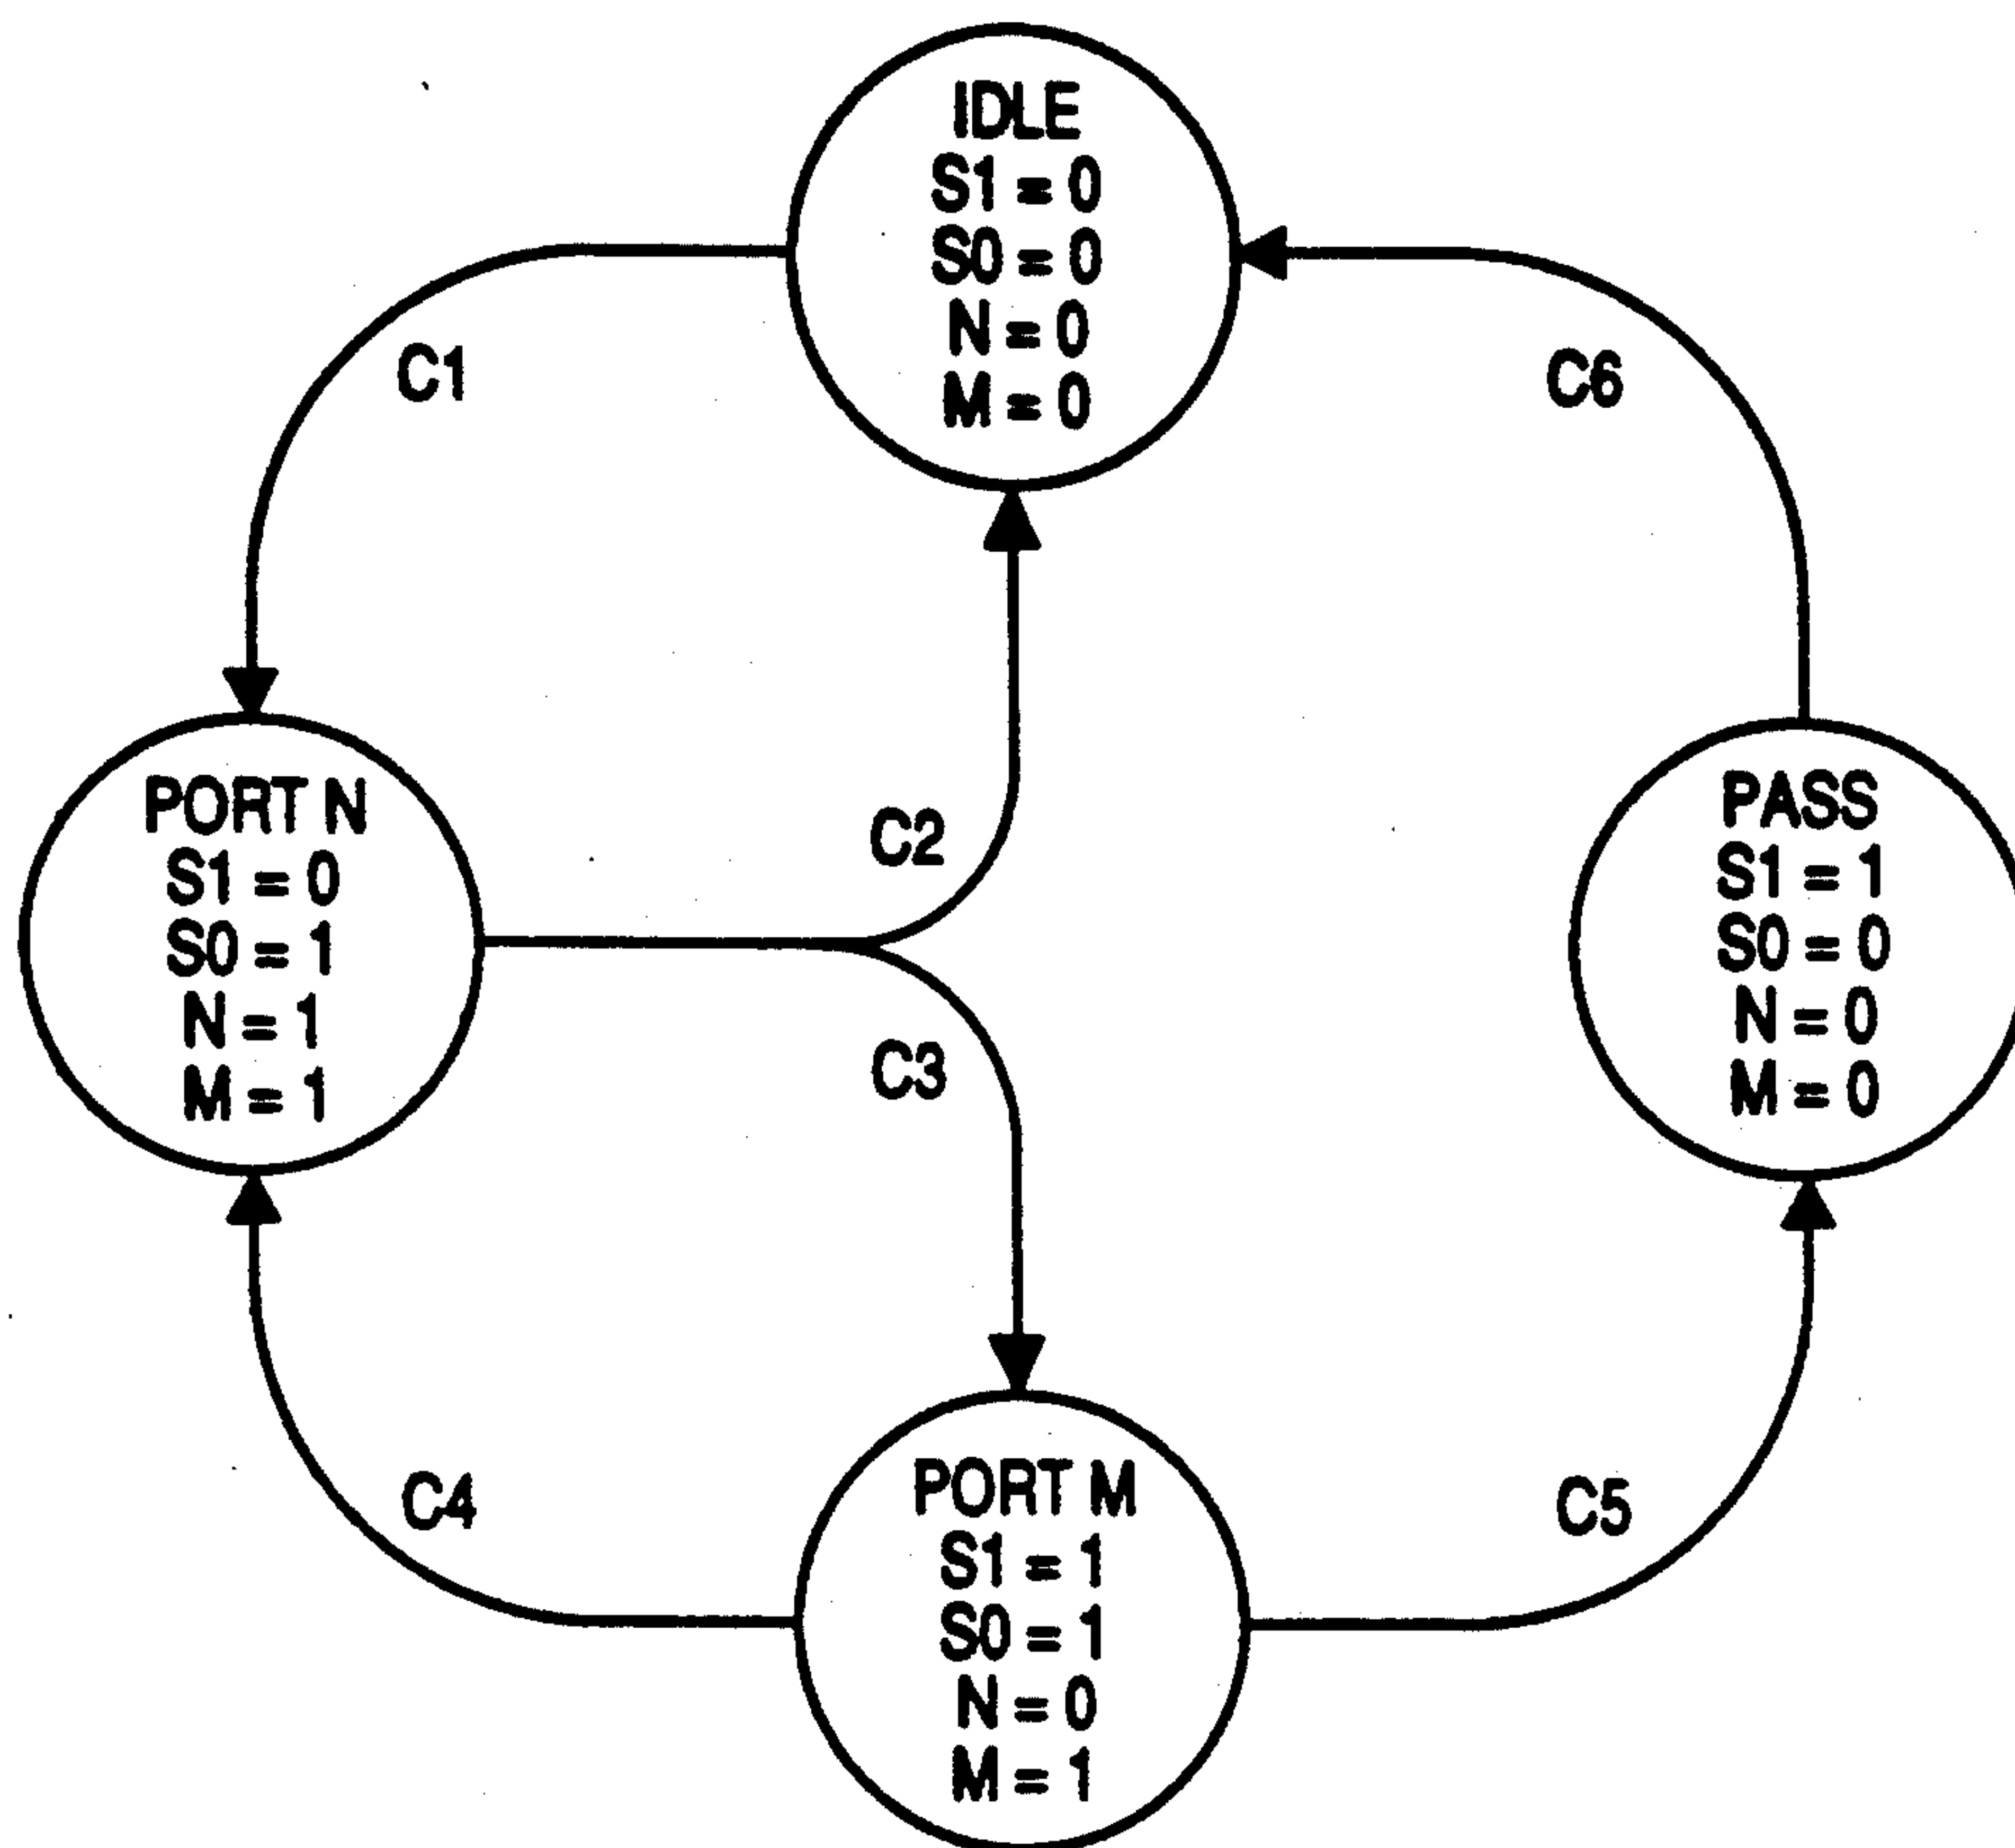 IDLE
S1 = 0
S0 = 0
N = 0
M = 0
C1
C6
PORT N
S1 = 0
S0 = 1
N = 1
M = 1
C2
C3
PASS
S1 = 1
S0 = 0
N = 0
M = 0
C4
C5
PORT M
S1 = 1
S0 = 1
N = 0
M = 1